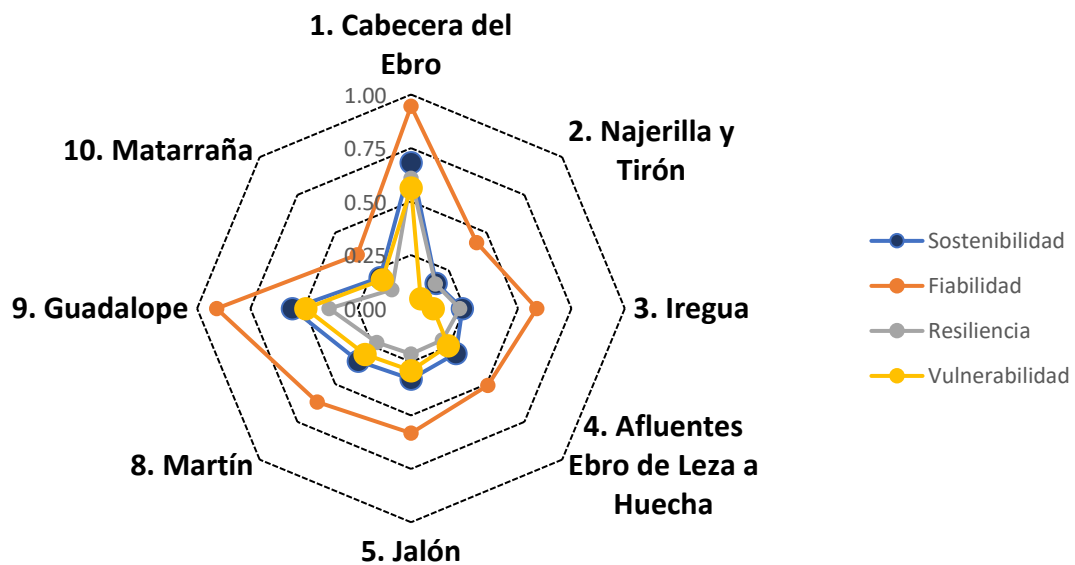 1. Cabecera del
Ebro
1.00
0.75
0.50
0.25
0.00
2. Najerilla y
Tirón
3. Iregua
4. Afluentes
Ebro de Leza a
Huecha
5. Jalón
8. Martín
9. Guadalope
10. Matarraña
Sostenibilidad
Fiabilidad
Resiliencia
Vulnerabilidad